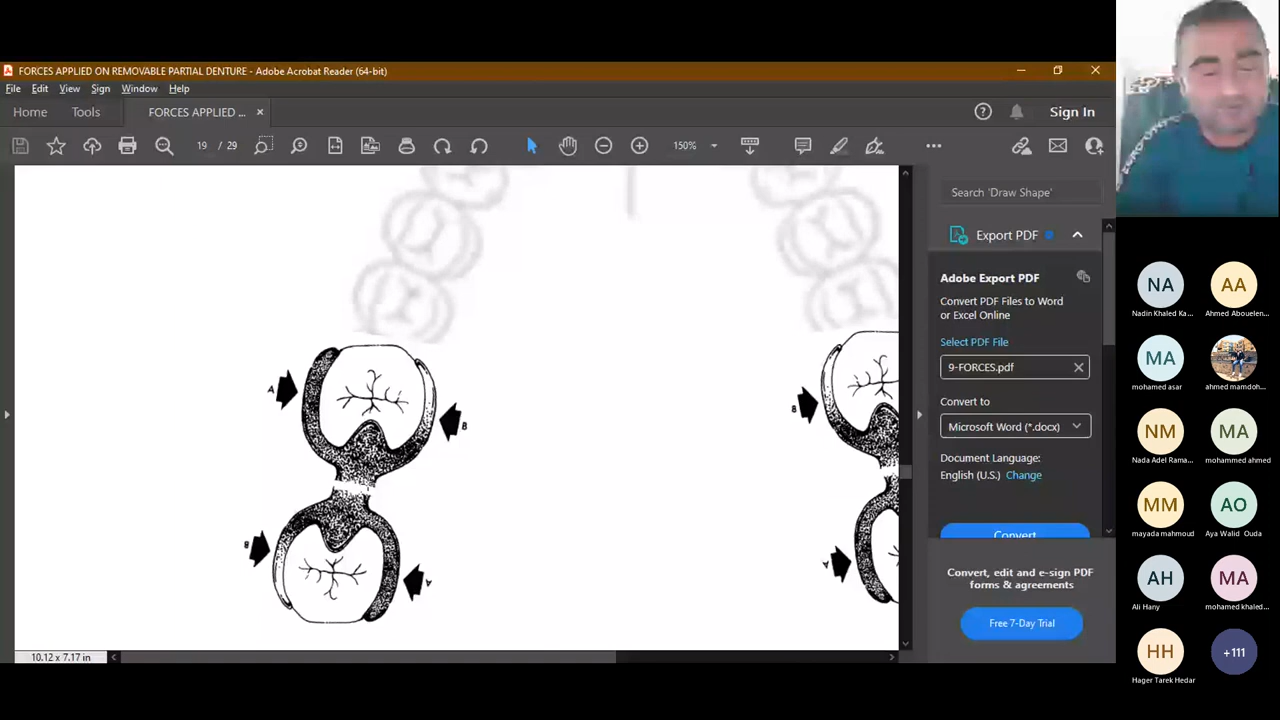 FORCES APPLIED ON REMOVABLE PARTIAL DENTURE - Adobe Acrobat Reader (64-bit)
File Edit View Sign Window Help
Home Tools FORCES APPLIED ... × Sign In
19 / 29 150%
A
B
B
A
B
A
10.12 x 7.17 in
Search 'Draw Shape'
Export PDF
Adobe Export PDF
Convert PDF Files to Word
or Excel Online
Select PDF File
9-FORCES.pdf
Convert to
Microsoft Word (*.docx)
Document Language:
English (U.S.) Change
Convert
Convert, edit and e-sign PDF
forms & agreements
Free 7-Day Trial
NA AA
Nadin Khaled Ka... Ahmed Abouelen...
MA
mohamed asar ahmed mamdoh...
NM MA
Nada Adel Rama... mohammed ahmed
MM AO
mayada mahmoud Aya Walid Ouda
AH MA
Ali Hany mohamed khaled...
HH +111
Hager Tarek Hedar